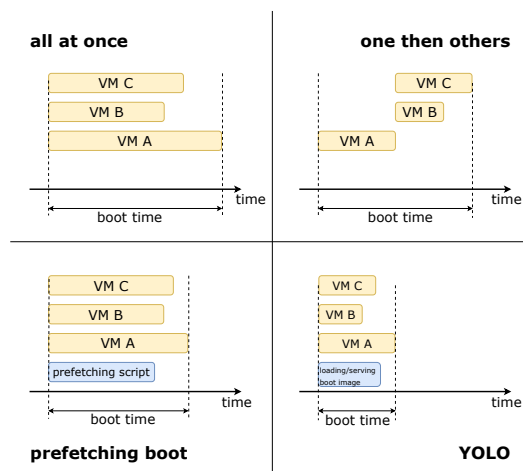 all at once
VM C
VM B
VM A
time
boot time
one then others
VM C
VM B
VM A
time
boot time
VM C
VM B
VM A
prefetching script
time
boot time
prefetching boot
VM C
VM B
VM A
loading/serving
boot image
time
boot time
YOLO